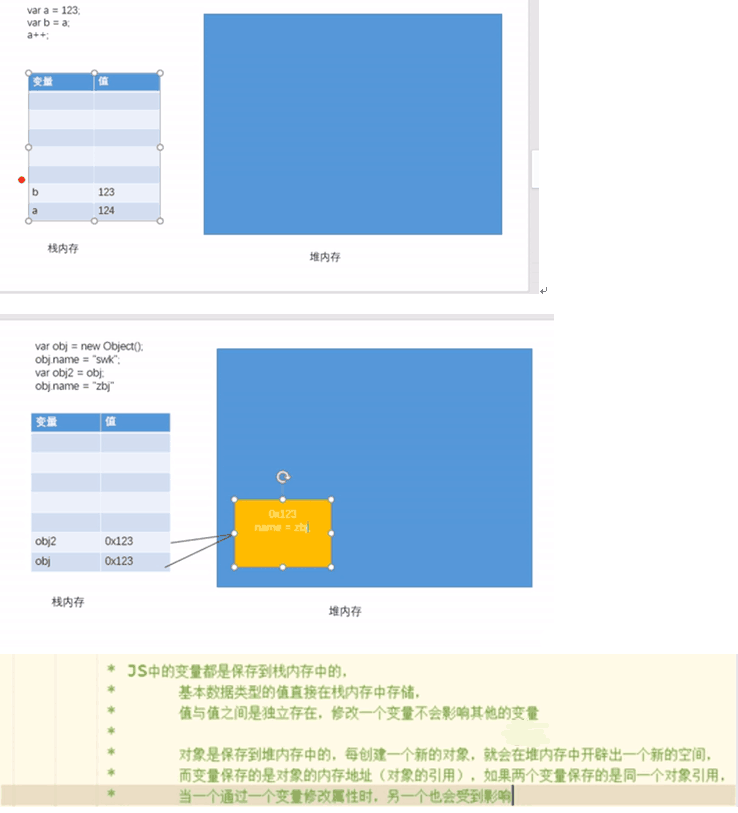 var a = 123;
var b = a;
a++;
变量 值
b 123
a 124
栈内存
堆内存
var obj = new Object();
obj.name = "swk";
var obj2 = obj;
obj.name = "zbj"
变量 值
obj2 0x123
obj 0x123
0x123
name = zbj
栈内存
堆内存
* JS中的变量都是保存到栈内存中的,
* 基本数据类型的值直接在栈内存中存储,
* 值与值之间是独立存在，修改一个变量不会影响其他的变量
*
* 对象是保存到堆内存中的，每创建一个新的对象，就会在堆内存中开辟出一个新的空间，
* 而变量保存的是对象的内存地址（对象的引用），如果两个变量保存的是同一个对象引用，
* 当一个通过一个变量修改属性时，另一个也会受到影响